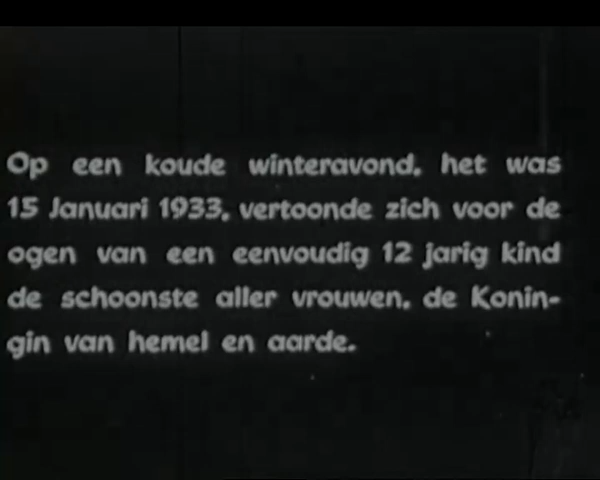 Op een koude winteravond, het was
15 Januari 1933, vertoonde zich voor de
ogen van een eenvoudig 12 jarig kind
de schoonste aller vrouwen, de Konin-
gin van hemel en aarde.